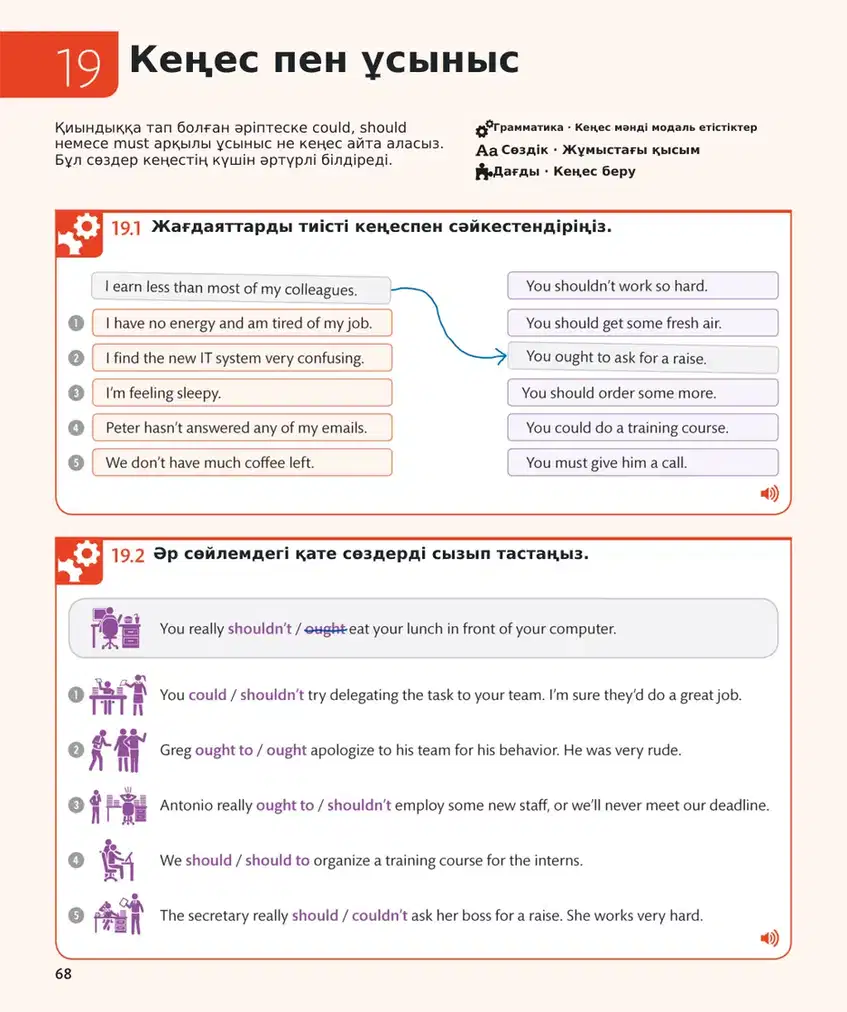 19 Кеңес пен ұсыныс
Қиындыққа тап болған әріптеске could, should
немесе must арқылы ұсыныс не кеңес айта аласыз.
Бұл сөздер кеңестің күшін әртүрлі білдіреді.
Грамматика · Кеңес мәнді модаль етістіктер
Aa Сөздік · Жұмыстағы қысым
Дағды · Кеңес беру
19.1 Жағдаяттарды тиісті кеңеспен сәйкестендіріңіз.
I earn less than most of my colleagues.
1 I have no energy and am tired of my job.
2 I find the new IT system very confusing.
3 I'm feeling sleepy.
4 Peter hasn't answered any of my emails.
5 We don't have much coffee left.
You shouldn't work so hard.
You should get some fresh air.
You ought to ask for a raise.
You should order some more.
You could do a training course.
You must give him a call.
19.2 Әр сөйлемдегі қате сөздерді сызып тастаңыз.
You really shouldn't / ought eat your lunch in front of your computer.
1 You could / shouldn't try delegating the task to your team. I'm sure they'd do a great job.
2 Greg ought to / ought apologize to his team for his behavior. He was very rude.
3 Antonio really ought to / shouldn't employ some new staff, or we'll never meet our deadline.
4 We should / should to organize a training course for the interns.
5 The secretary really should / couldn't ask her boss for a raise. She works very hard.
68